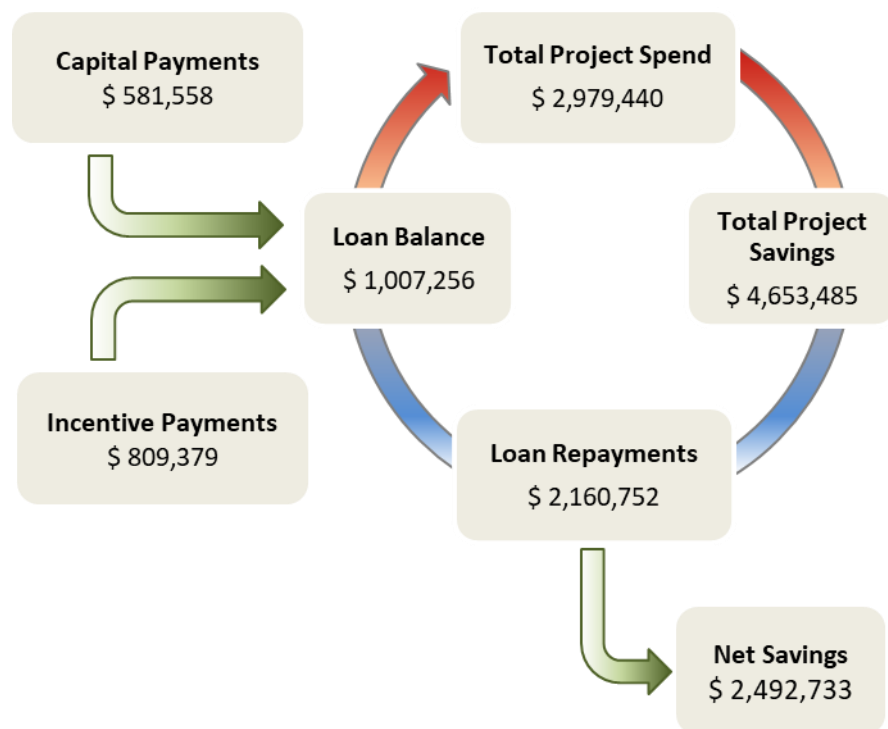 Capital Payments
$ 581,558
Total Project Spend
$ 2,979,440
Loan Balance
$ 1,007,256
Total Project
Savings
$ 4,653,485
Incentive Payments
$ 809,379
Loan Repayments
$ 2,160,752
Net Savings
$ 2,492,733